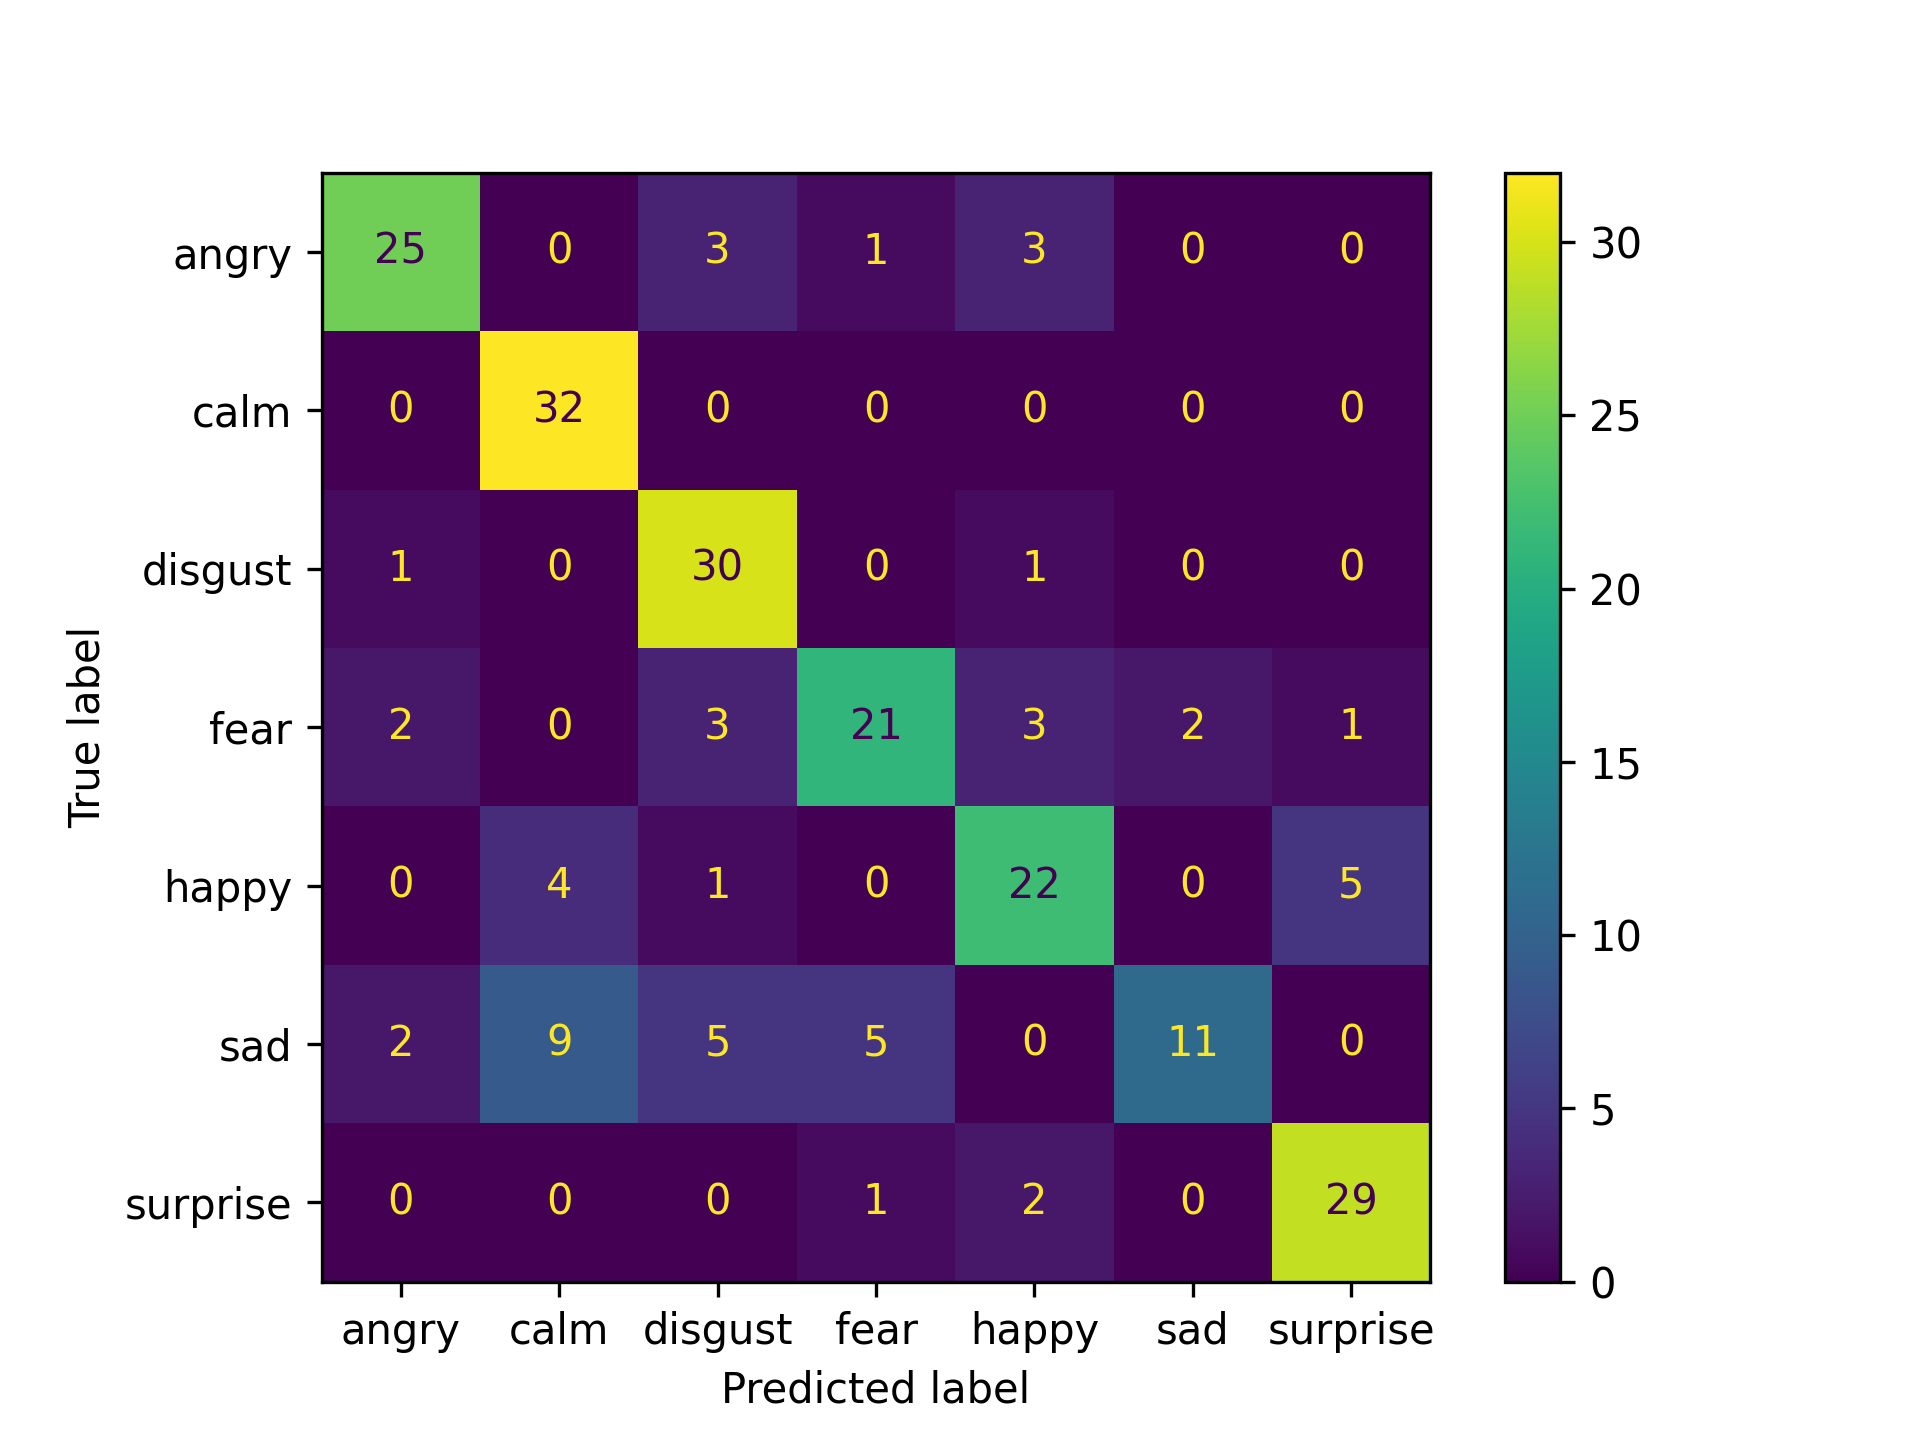 angry 25 0 3 1 3 0 0
calm 0 32 0 0 0 0 0
disgust 1 0 30 0 1 0 0
fear 2 0 3 21 3 2 1
happy 0 4 1 0 22 0 5
sad 2 9 5 5 0 11 0
surprise 0 0 0 1 2 0 29
angry calm disgust fear happy sad surprise
Predicted label
True label
30
25
20
15
10
5
0